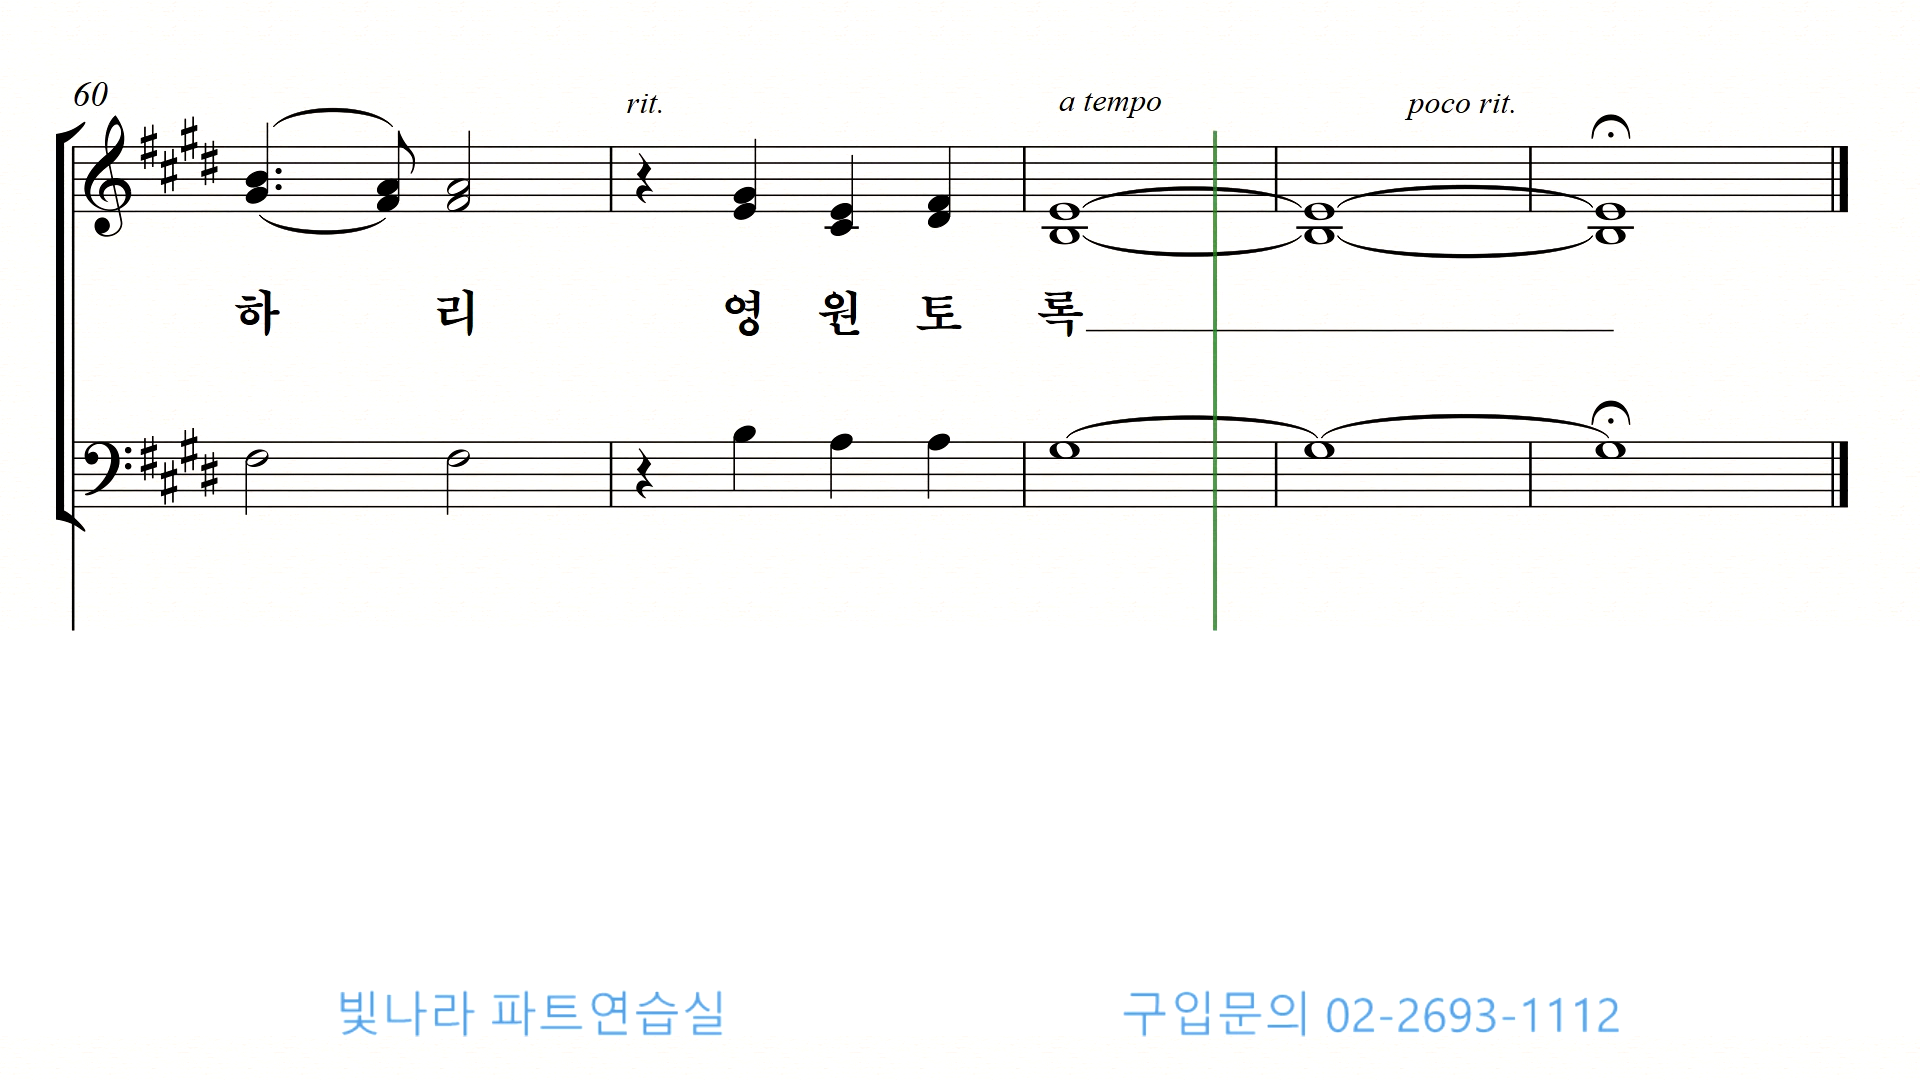 60
rit. a tempo poco rit.
하 리 영 원 토 록
빛나라 파트연습실 구입문의 02-2693-1112